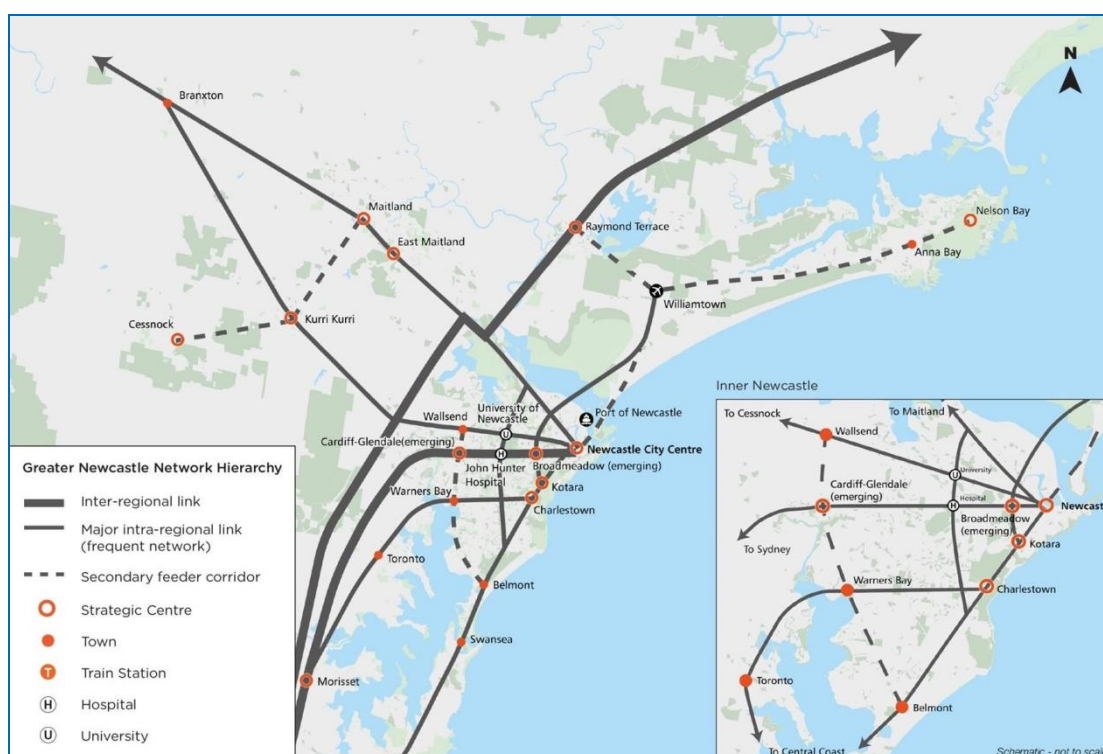 N
Branxton
Maitland
East Maitland
Raymond Terrace
Nelson Bay
Anna Bay
Williamtown
Cessnock
Kurri Kurri
Wallsend
University of
Newcastle
Port of Newcastle
Cardiff-Glendale(emerging)
Newcastle City Centre
John Hunter
Hospital
Broadmeadow (emerging)
Kotara
Warners Bay
Charlestown
Toronto
Belmont
Swansea
Morisset
Greater Newcastle Network Hierarchy
Inter-regional link
Major intra-regional link
(frequent network)
Secondary feeder corridor
Strategic Centre
Town
T
Train Station
H
Hospital
U
University
U
H
Inner Newcastle
To Cessnock
To Maitland
Wallsend
U
University
Cardiff-Glendale
(emerging)
H
Hospital
Broadmeadow
(emerging)
Newcast
To Sydney
Kotara
Warners Bay
Charlestown
Toronto
Belmont
To Central Coast
Schematic - not to scal